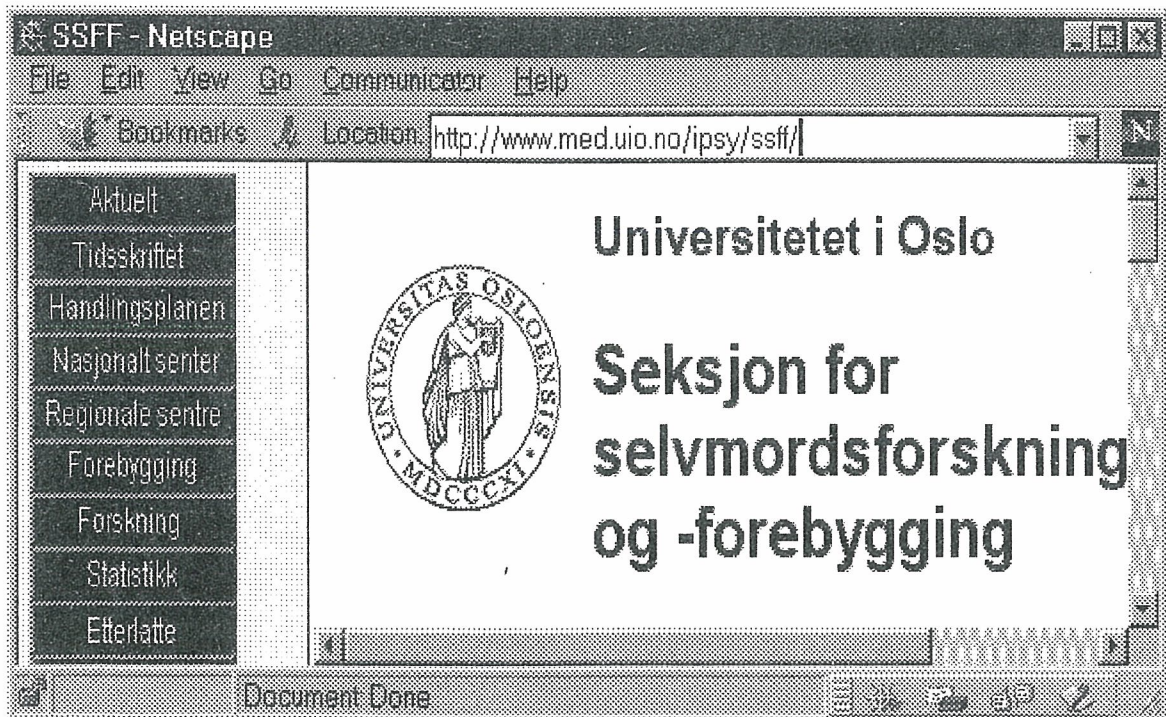 SSFF - Netscape
File Edit View Go Communicator Help
Bookmarks Location: http://www.med.uio.no/ipsy/ssff/
N
Aktuelt
Tidsskriftet
Handlingsplanen
Nasjonalt senter
Regionale sentre
Forebygging
Forskning
Statistikk
Etterlatte
Universitetet i Oslo
UNIVERSITAS OSLOENSIS
MDCCCXI
Seksjon for
selvmordsforskning
og -forebygging
Document Done